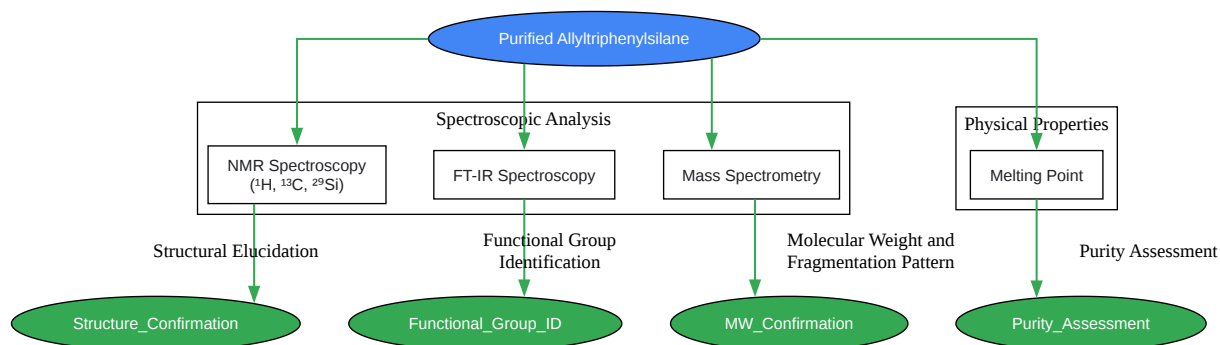 Purified Allyltriphenylsilane
Spectroscopic Analysis
Physical Properties
NMR Spectroscopy
(¹H, ¹³C, ²⁹Si)
FT-IR Spectroscopy
Mass Spectrometry
Melting Point
Structural Elucidation
Functional Group
Identification
Molecular Weight and
Fragmentation Pattern
Purity Assessment
Structure_Confirmation
Functional_Group_ID
MW_Confirmation
Purity_Assessment